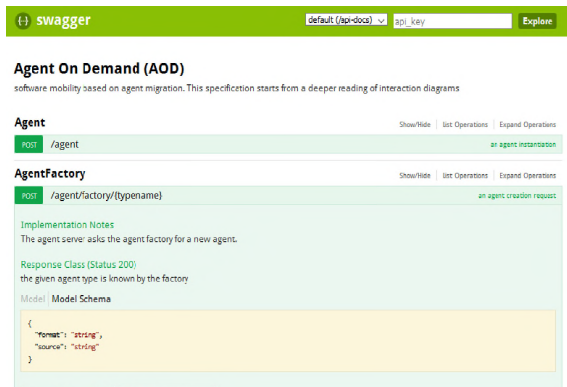 {-} swagger
default (/api-docs)
api_key
Explore
Agent On Demand (AOD)
software mobility based on agent migration. This specification starts from a deeper reading of interaction diagrams
Agent
Show/Hide
List Operations
Expand Operations
POST
/agent
an agent instantiation
AgentFactory
Show/Hide
List Operations
Expand Operations
POST
/agent/factory/{typename}
an agent creation request
Implementation Notes
The agent server asks the agent factory for a new agent.
Response Class (Status 200)
the given agent type is known by the factory
Model
Model Schema
{
"format": "string",
"source": "string"
}